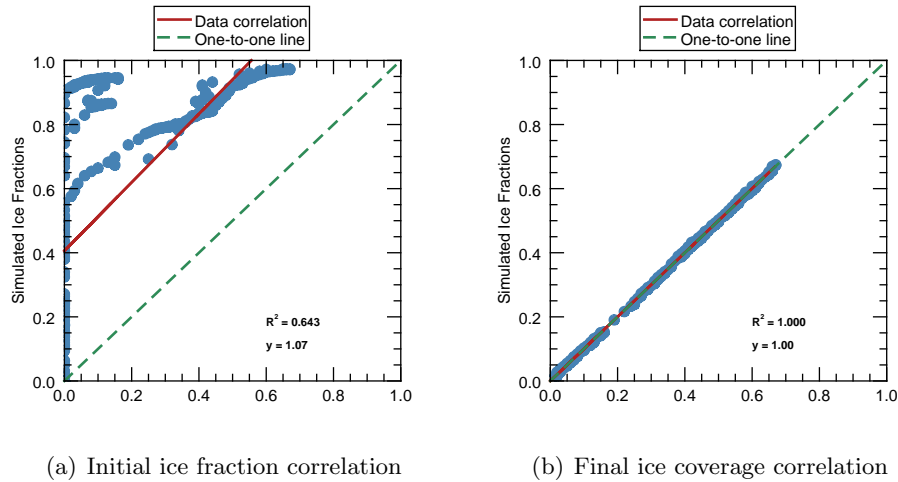 Data correlation
One-to-one line
1.0
0.8
0.6
0.4
0.2
0.0
Simulated Ice Fractions
R² = 0.643
y = 1.07
0.0 0.2 0.4 0.6 0.8 1.0
(a) Initial ice fraction correlation
Data correlation
One-to-one line
1.0
0.8
0.6
0.4
0.2
0.0
Simulated Ice Fractions
R² = 1.000
y = 1.00
0.0 0.2 0.4 0.6 0.8 1.0
(b) Final ice coverage correlation